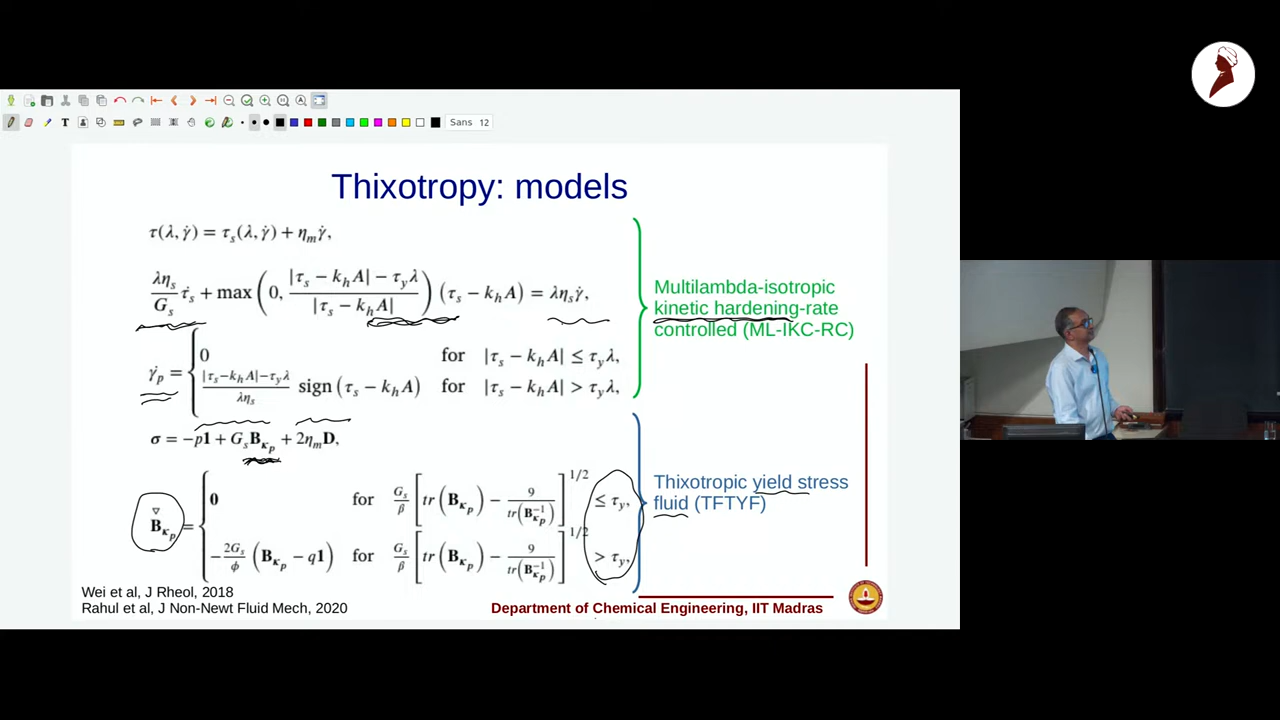 Sans 12
Thixotropy: models
τ(λ, γ̇) = τ_s(λ, γ̇) + η_m γ̇,
λη_s/G_s τ̇_s + max(0, (|τ_s − k_h A| − τ_y λ)/|τ_s − k_h A|) (τ_s − k_h A) = λη_s γ̇,
Multilambda-isotropic
kinetic hardening-rate
controlled (ML-IKC-RC)
γ̇_p = { 0 for |τ_s − k_h A| ≤ τ_y λ,
(|τ_s − k_h A| − τ_y λ)/(λη_s) sign(τ_s − k_h A) for |τ_s − k_h A| > τ_y λ,
σ = −p1 + G_s B_κp + 2η_m D,
Thixotropic yield stress
fluid (TFTYF)
B̌_κp = { 0 for G_s/β [tr(B_κp) − 9/tr(B_κp^−1)]^1/2 ≤ τ_y,
−2G_s/ϕ (B_κp − q1) for G_s/β [tr(B_κp) − 9/tr(B_κp^−1)]^1/2 > τ_y,
Wei et al, J Rheol, 2018
Rahul et al, J Non-Newt Fluid Mech, 2020
Department of Chemical Engineering, IIT Madras